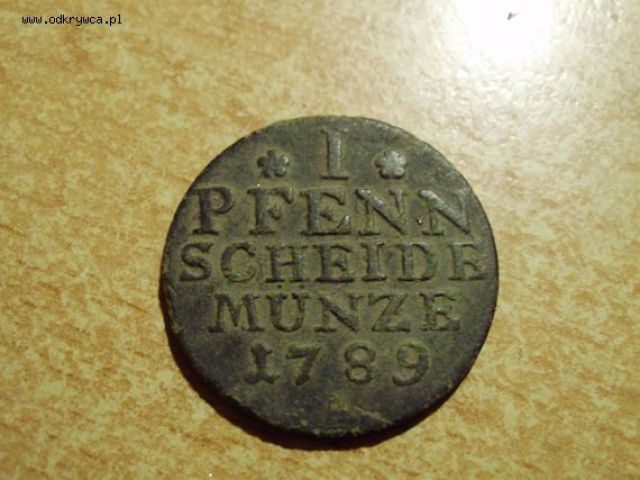 www.odkrywca.pl
* 1 *
PFENN
SCHEIDE
MUNZE
1789